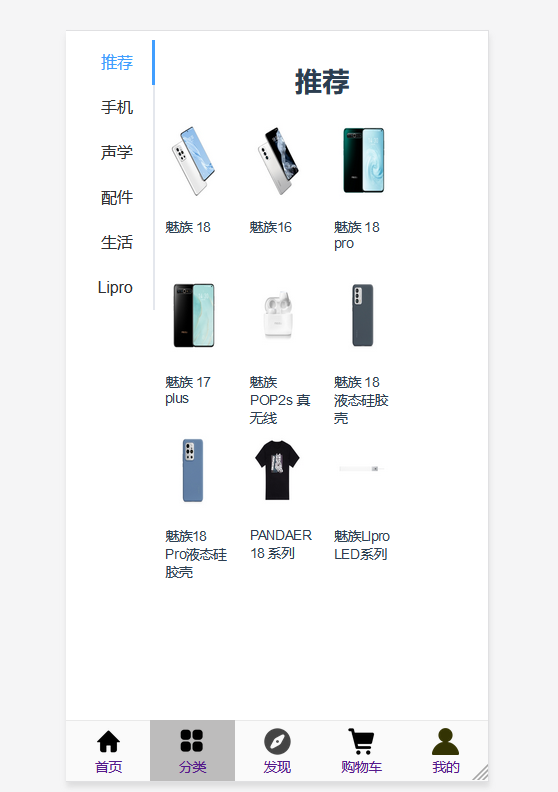 推荐
手机
声学
配件
生活
Lipro
推荐
魅族 18
魅族16
魅族 18
pro
魅族 17
plus
魅族
POP2s 真
无线
魅族 18
液态硅胶
壳
魅族18
Pro液态硅
胶壳
PANDAER
18 系列
魅族LIpro
LED系列
首页
分类
发现
购物车
我的